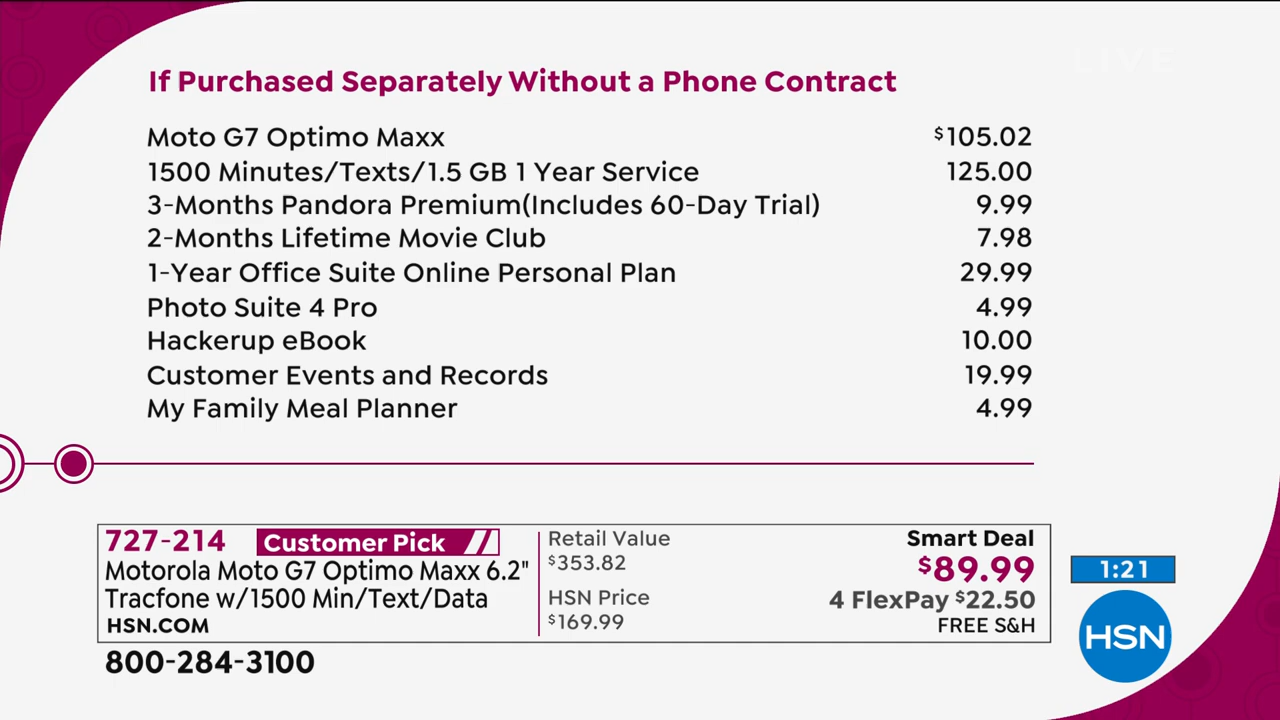 LIVE
If Purchased Separately Without a Phone Contract
Moto G7 Optimo Maxx $105.02
1500 Minutes/Texts/1.5 GB 1 Year Service 125.00
3-Months Pandora Premium(Includes 60-Day Trial) 9.99
2-Months Lifetime Movie Club 7.98
1-Year Office Suite Online Personal Plan 29.99
Photo Suite 4 Pro 4.99
Hackerup eBook 10.00
Customer Events and Records 19.99
My Family Meal Planner 4.99
727-214 Customer Pick
Motorola Moto G7 Optimo Maxx 6.2"
Tracfone w/1500 Min/Text/Data
HSN.COM
Retail Value
$353.82
HSN Price
$169.99
Smart Deal
$89.99
4 FlexPay $22.50
FREE S&H
1:21
HSN
800-284-3100